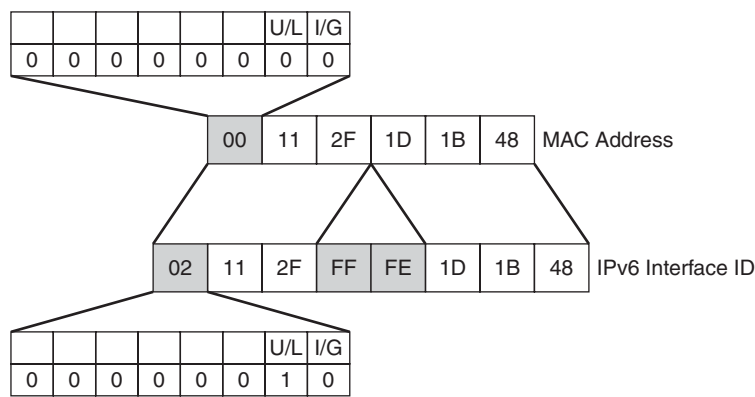 U/L I/G
0 0 0 0 0 0 0 0
00 11 2F 1D 1B 48 MAC Address
02 11 2F FF FE 1D 1B 48 IPv6 Interface ID
U/L I/G
0 0 0 0 0 0 1 0